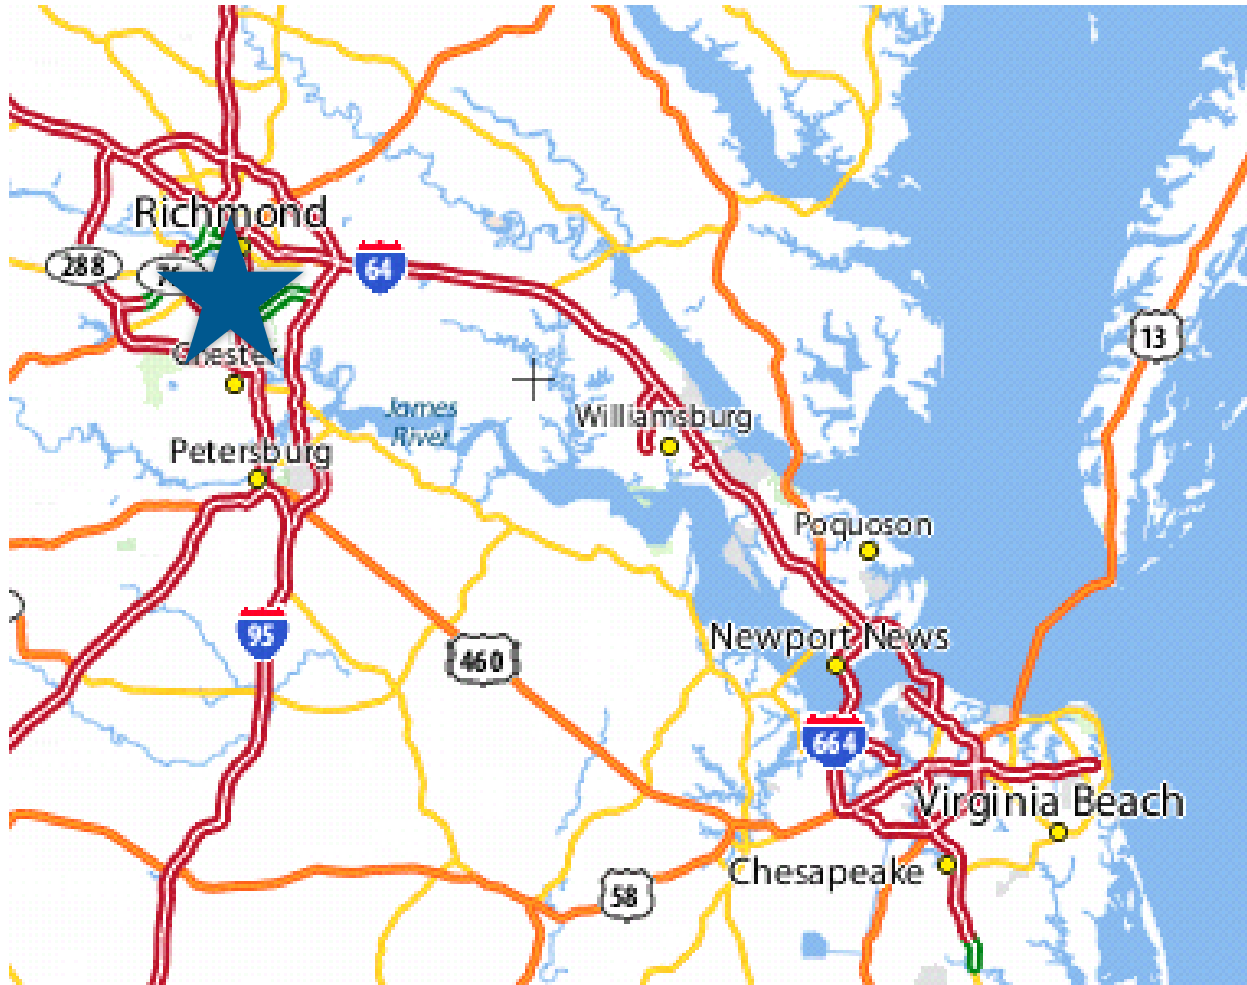 Richmond
288
64
13
Chester
James
River
Williamsburg
Petersburg
Poquoson
95
460
Newport News
664
Virginia Beach
Chesapeake
58